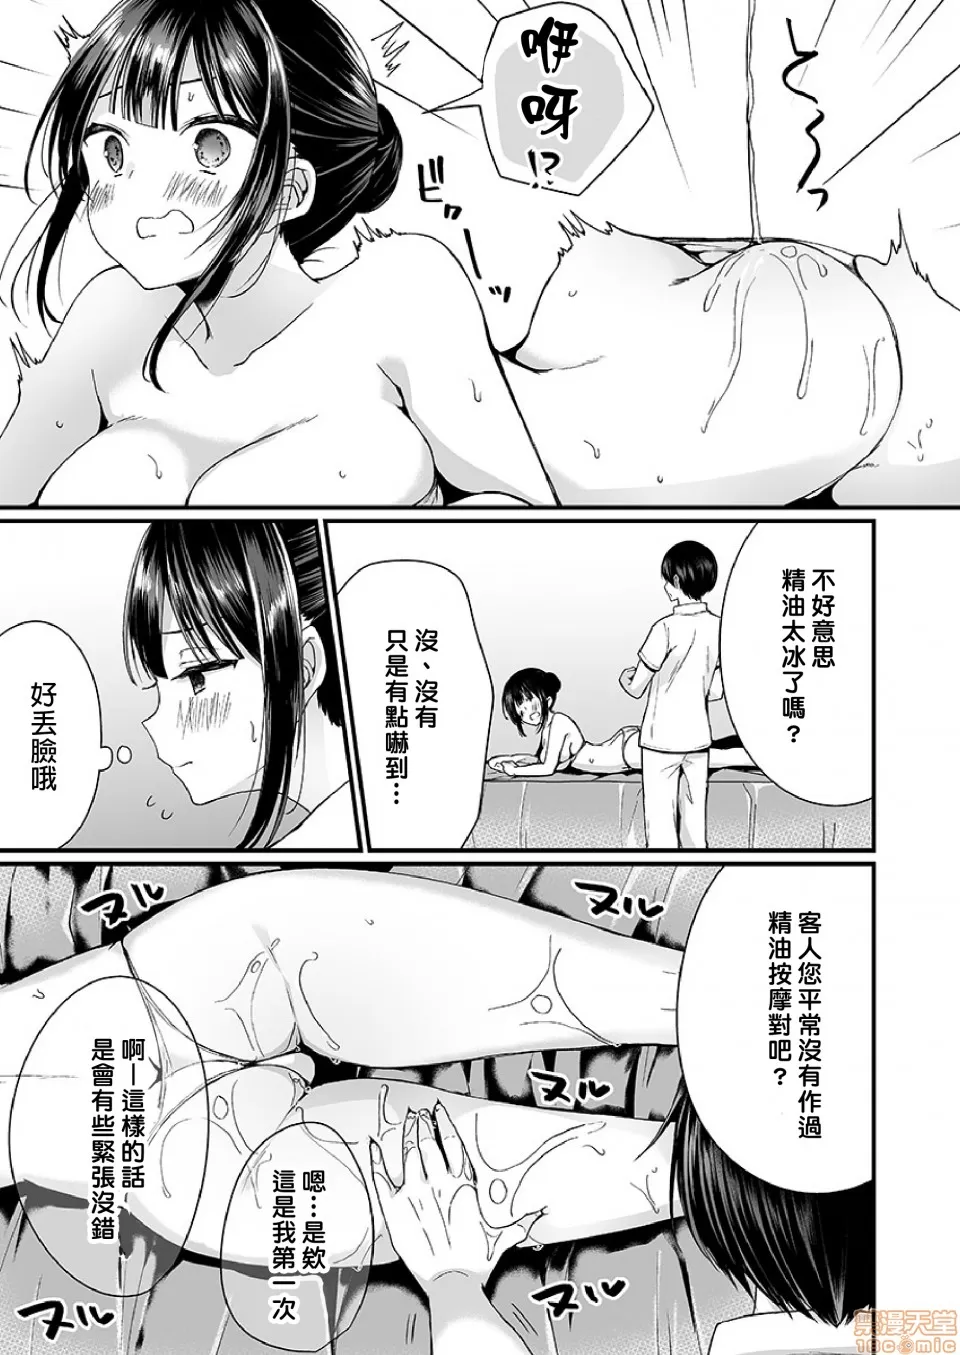 とろ～っ
咿呀!?
ビクッ
不好意思
精油太冰了嗎？
沒、沒有
只是有點嚇到…
好丟臉哦
客人您平常沒有作過
精油按摩對吧？
嗯…是欸
這是我第一次
啊—這樣的話
是會有些緊張沒錯
ヌル
ヌル
ヌル
ヌル
禁漫天堂
18comic